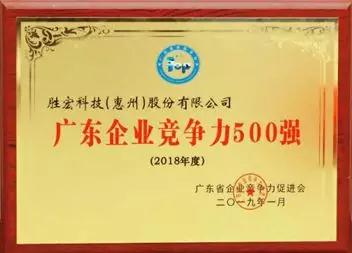 top
胜宏科技(惠州)股份有限公司
广东企业竞争力500强
(2018年度)
广东省企业竞争力促进会
二〇一九年一月